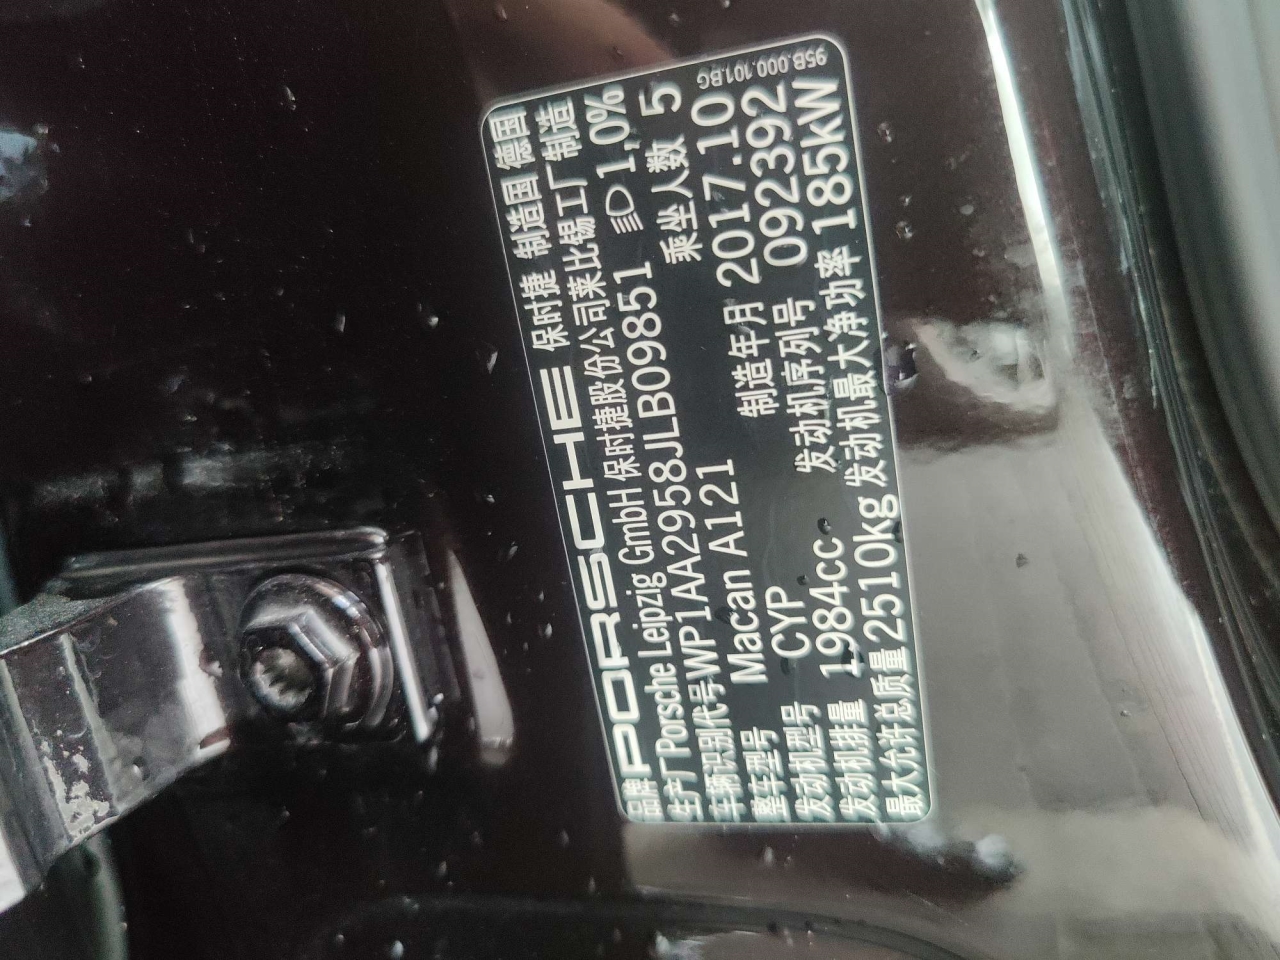 95B.000.101.BG
品牌 PORSCHE 保时捷 制造国 德国
生产厂 Porsche Leipzig GmbH 保时捷股份公司莱比锡工厂制造
车辆识别代号 WP1AA2958JLB09851 1,0%
整车型号 Macan A121 乘坐人数 5
发动机型号 CYP 制造年月 2017.10
发动机排量 1984cc 发动机序列号 092392
最大允许总质量 2510kg 发动机最大净功率 185kW